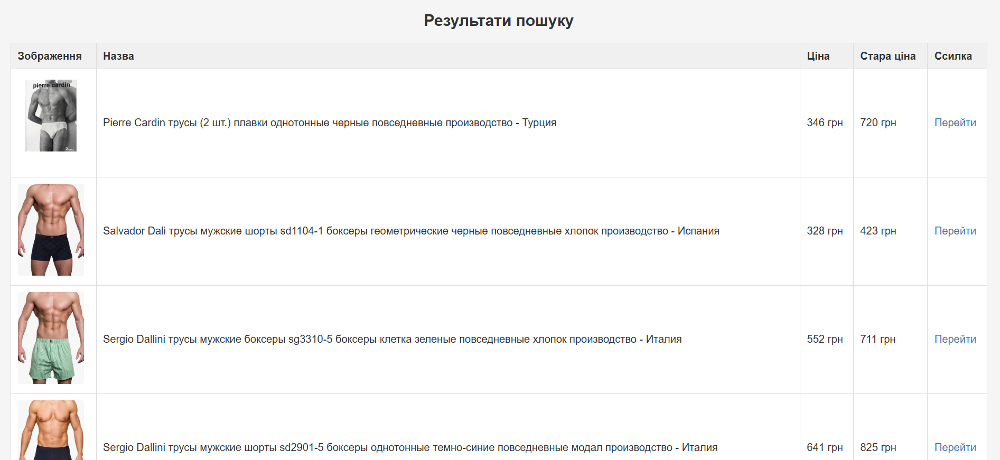 Результати пошуку
Зображення Назва Ціна Стара ціна Ссилка
pierre cardin
Pierre Cardin трусы (2 шт.) плавки однотонные черные повседневные производство - Турция 346 грн 720 грн Перейти
2
Salvador Dali трусы мужские шорты sd1104-1 боксеры геометрические черные повседневные хлопок производство - Испания 328 грн 423 грн Перейти
Sergio Dallini трусы мужские боксеры sg3310-5 боксеры клетка зеленые повседневные хлопок производство - Италия 552 грн 711 грн Перейти
Sergio Dallini трусы мужские шорты sd2901-5 боксеры однотонные темно-синие повседневные модал производство - Италия 641 грн 825 грн Перейти